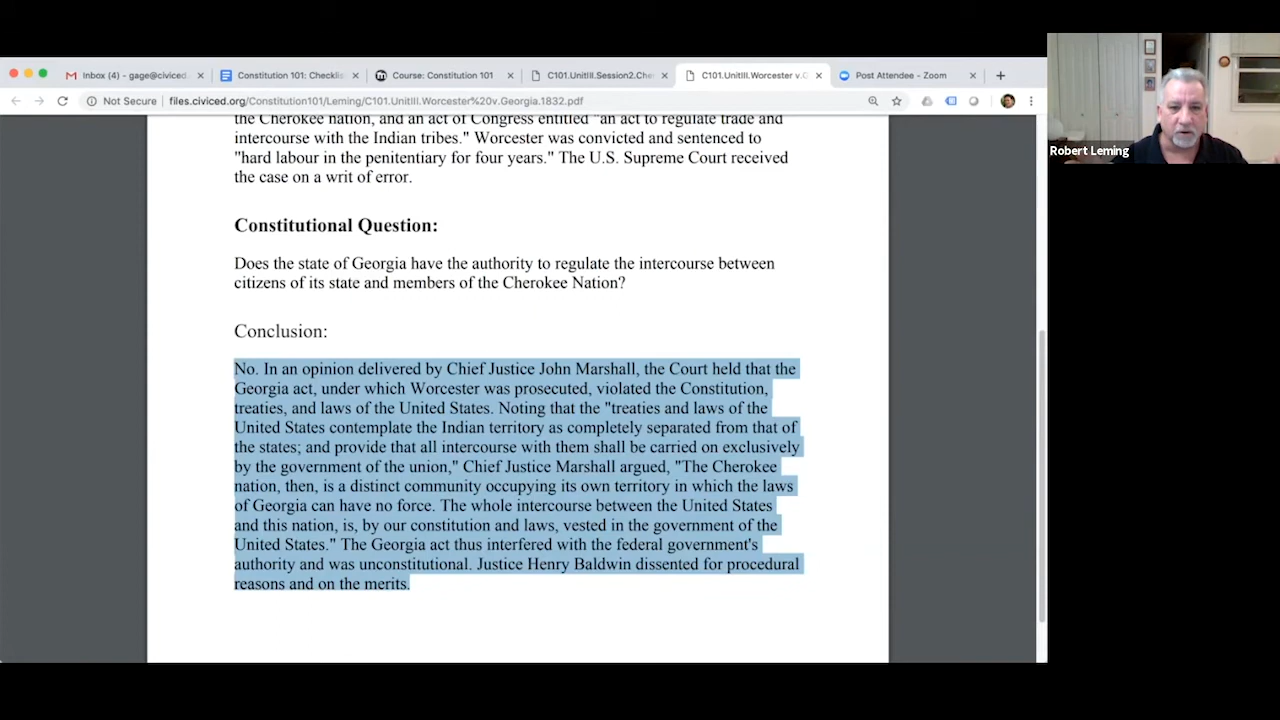 Inbox (4) - gage@civiced
Constitution 101: Checklis
Course: Constitution 101
C101.UnitIII.Session2.Che
C101.UnitIII.Worcester v.G
Post Attendee - Zoom
Not Secure
files.civiced.org/Constitution101/Leming/C101.UnitIII.Worcester%20v.Georgia.1832.pdf
Robert Leming
the Cherokee nation, and an act of Congress entitled "an act to regulate trade and
intercourse with the Indian tribes." Worcester was convicted and sentenced to
"hard labour in the penitentiary for four years." The U.S. Supreme Court received
the case on a writ of error.
Constitutional Question:
Does the state of Georgia have the authority to regulate the intercourse between
citizens of its state and members of the Cherokee Nation?
Conclusion:
No. In an opinion delivered by Chief Justice John Marshall, the Court held that the
Georgia act, under which Worcester was prosecuted, violated the Constitution,
treaties, and laws of the United States. Noting that the "treaties and laws of the
United States contemplate the Indian territory as completely separated from that of
the states; and provide that all intercourse with them shall be carried on exclusively
by the government of the union," Chief Justice Marshall argued, "The Cherokee
nation, then, is a distinct community occupying its own territory in which the laws
of Georgia can have no force. The whole intercourse between the United States
and this nation, is, by our constitution and laws, vested in the government of the
United States." The Georgia act thus interfered with the federal government's
authority and was unconstitutional. Justice Henry Baldwin dissented for procedural
reasons and on the merits.